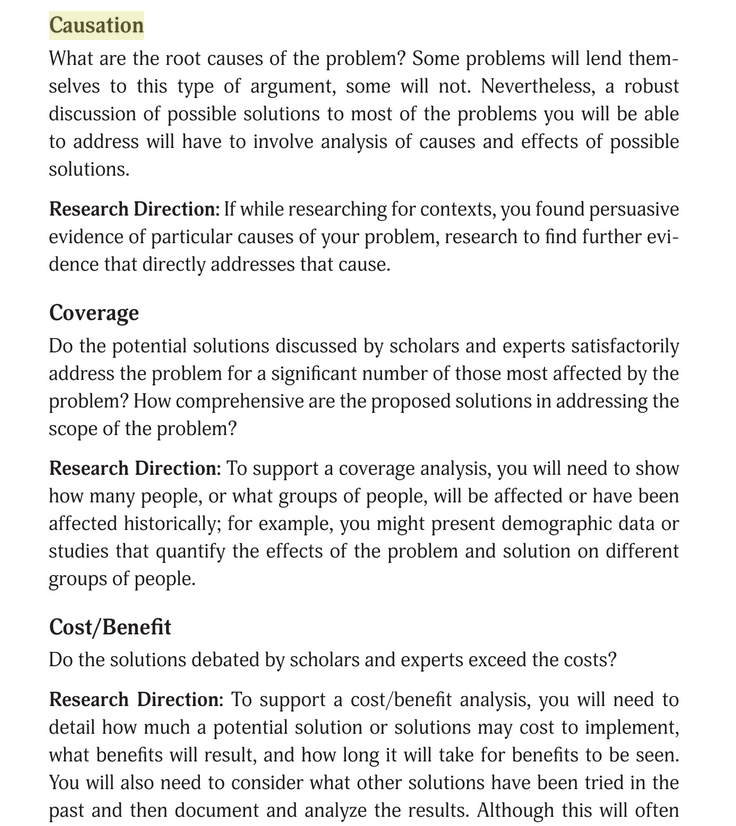 Causation
What are the root causes of the problem? Some problems will lend them-
selves to this type of argument, some will not. Nevertheless, a robust
discussion of possible solutions to most of the problems you will be able
to address will have to involve analysis of causes and effects of possible
solutions.
Research Direction: If while researching for contexts, you found persuasive
evidence of particular causes of your problem, research to find further evi-
dence that directly addresses that cause.
Coverage
Do the potential solutions discussed by scholars and experts satisfactorily
address the problem for a significant number of those most affected by the
problem? How comprehensive are the proposed solutions in addressing the
scope of the problem?
Research Direction: To support a coverage analysis, you will need to show
how many people, or what groups of people, will be affected or have been
affected historically; for example, you might present demographic data or
studies that quantify the effects of the problem and solution on different
groups of people.
Cost/Benefit
Do the solutions debated by scholars and experts exceed the costs?
Research Direction: To support a cost/benefit analysis, you will need to
detail how much a potential solution or solutions may cost to implement,
what benefits will result, and how long it will take for benefits to be seen.
You will also need to consider what other solutions have been tried in the
past and then document and analyze the results. Although this will often